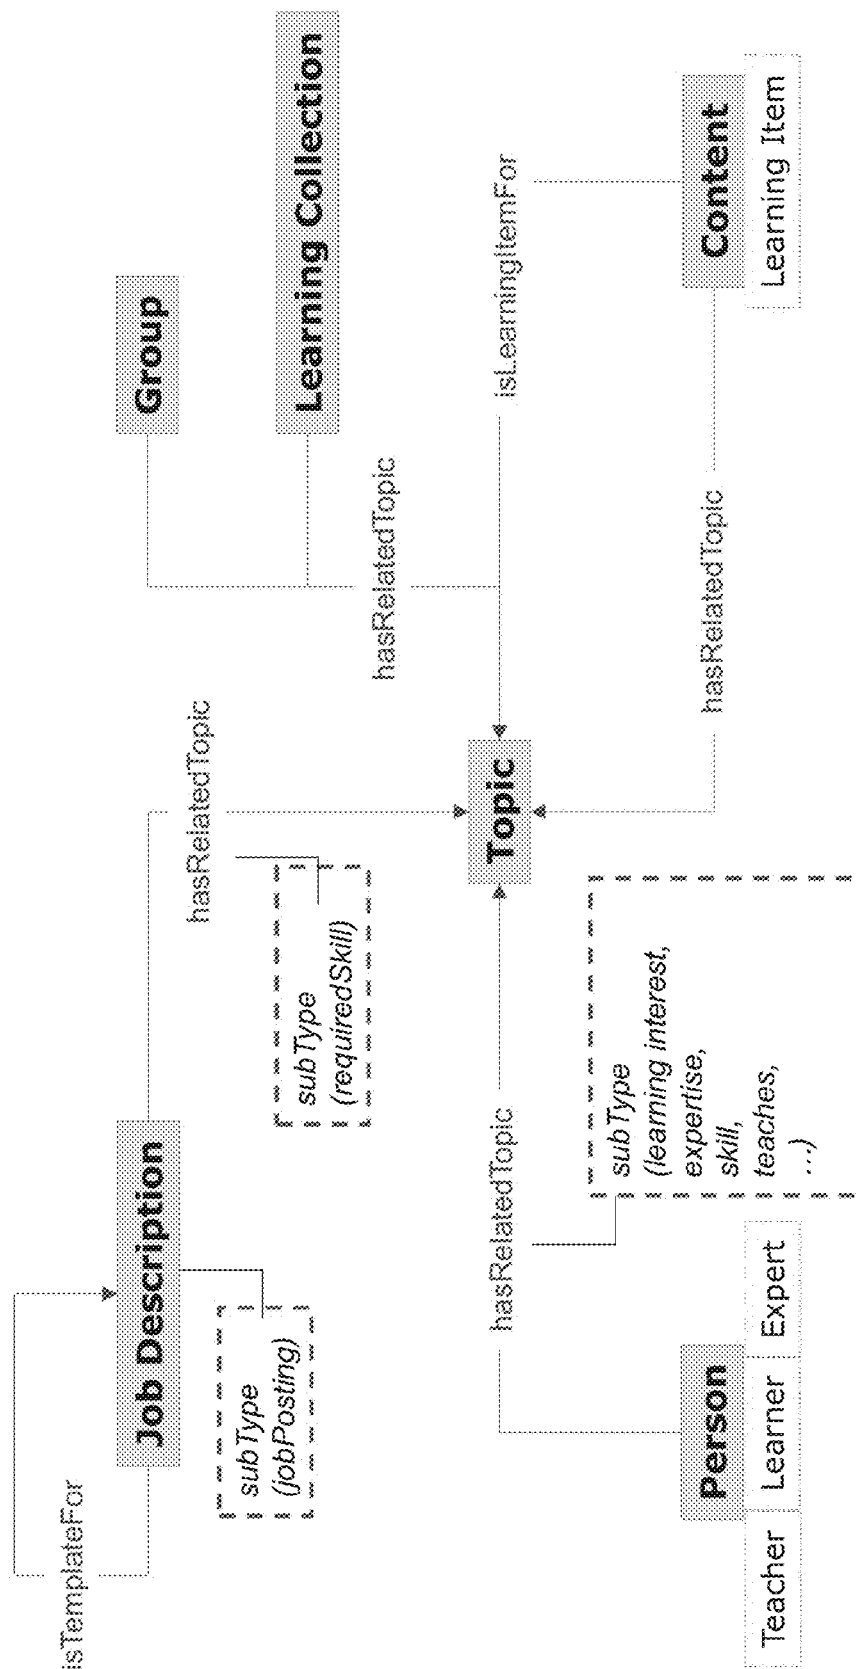 isTemplateFor
Job Description
subType
(jobPosting)
hasRelatedTopic
subType
(requiredSkill)
Group
Learning Collection
hasRelatedTopic
Topic
isLearningItemFor
hasRelatedTopic
subType
(learning interest,
expertise,
skill,
teaches,
...)
Person
Teacher
Learner
Expert
hasRelatedTopic
Content
Learning Item